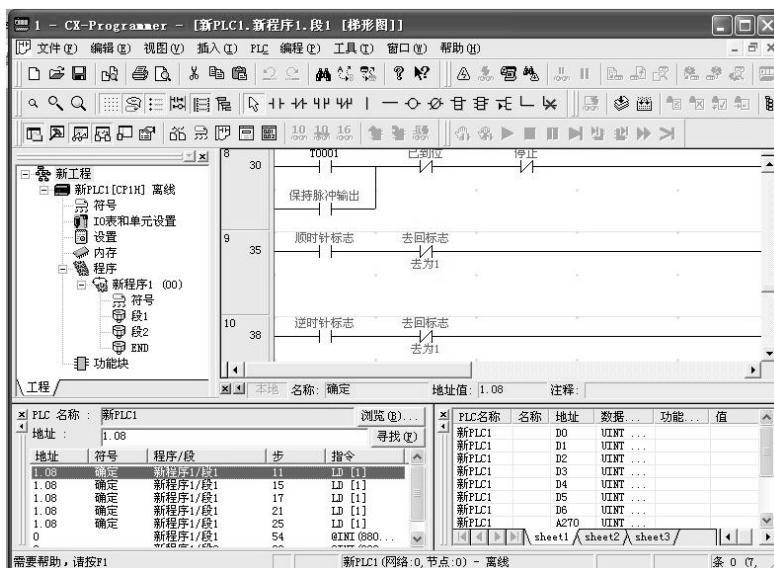 1 - CX-Programmer - [新PLC1.新程序1.段1 [梯形图]]
文件(F) 编辑(E) 视图(V) 插入(I) PLC 编程(P) 工具(T) 窗口(W) 帮助(H)
10 10 16
新工程
新PLC1[CP1H] 离线
符号
IO表和单元设置
设置
内存
程序
新程序1 (00)
符号
段1
段2
END
功能块
工程
8 30 T0001 已到位 停止
保持脉冲输出
9 35 顺时针标志 去回标志
去为1
10 38 逆时针标志 去回标志
去为1
本地 名称: 确定 地址值: 1.08 注释:
PLC 名称 : 新PLC1 浏览(B)...
地址 : 1.08 寻找(F)
地址 符号 程序/段 步 指令
1.08 确定 新程序1/段1 11 LD [1]
1.08 确定 新程序1/段1 15 LD [1]
1.08 确定 新程序1/段1 17 LD [1]
1.08 确定 新程序1/段1 21 LD [1]
1.08 确定 新程序1/段1 25 LD [1]
0 新程序1/段1 54 @INI(880...
PLC名称 名称 地址 数据... 功能... 值
新PLC1 D0 UINT ...
新PLC1 D1 UINT ...
新PLC1 D2 UINT ...
新PLC1 D3 UINT ...
新PLC1 D4 UINT ...
新PLC1 D5 UINT ...
新PLC1 D6 UINT ...
新PLC1 A270 UINT ...
sheet1 sheet2 sheet3
需要帮助，请按F1 新PLC1(网络:0,节点:0) - 离线 条 0 (7,